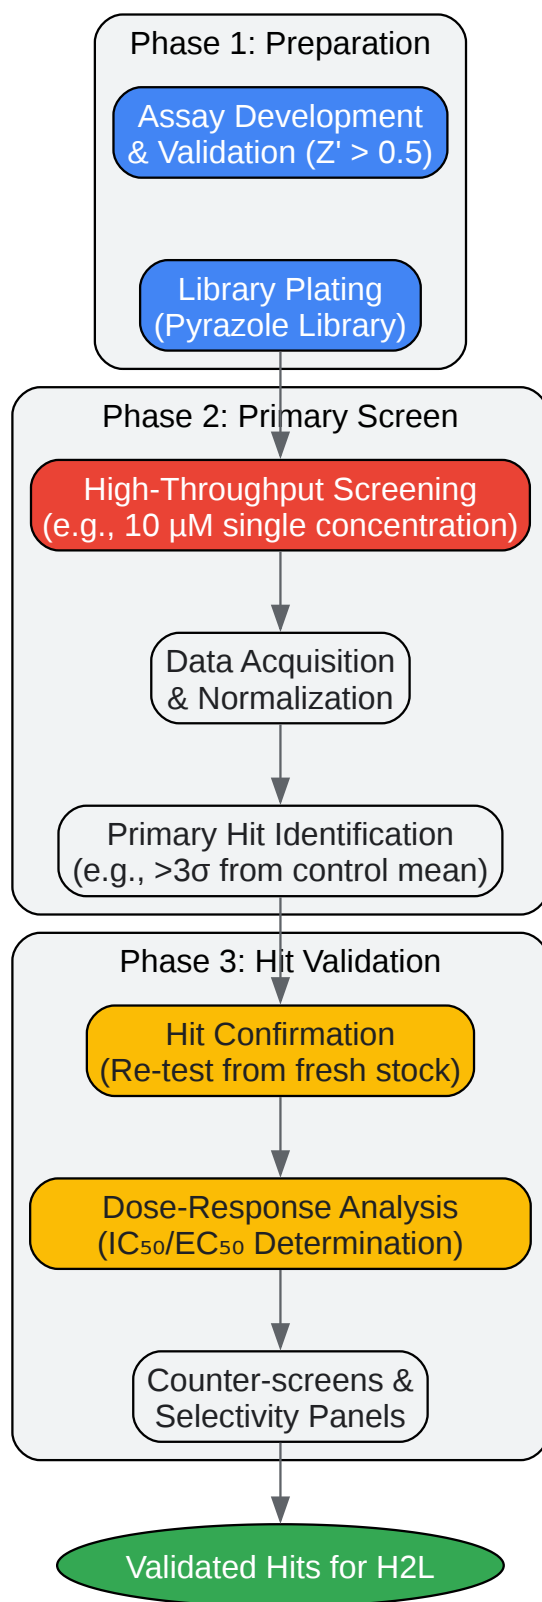 Phase 1: Preparation
Assay Development
& Validation (Z' > 0.5)
Library Plating
(Pyrazole Library)
Phase 2: Primary Screen
High-Throughput Screening
(e.g., 10 µM single concentration)
Data Acquisition
& Normalization
Primary Hit Identification
(e.g., >3σ from control mean)
Phase 3: Hit Validation
Hit Confirmation
(Re-test from fresh stock)
Dose-Response Analysis
(IC₅₀/EC₅₀ Determination)
Counter-screens &
Selectivity Panels
Validated Hits for H2L